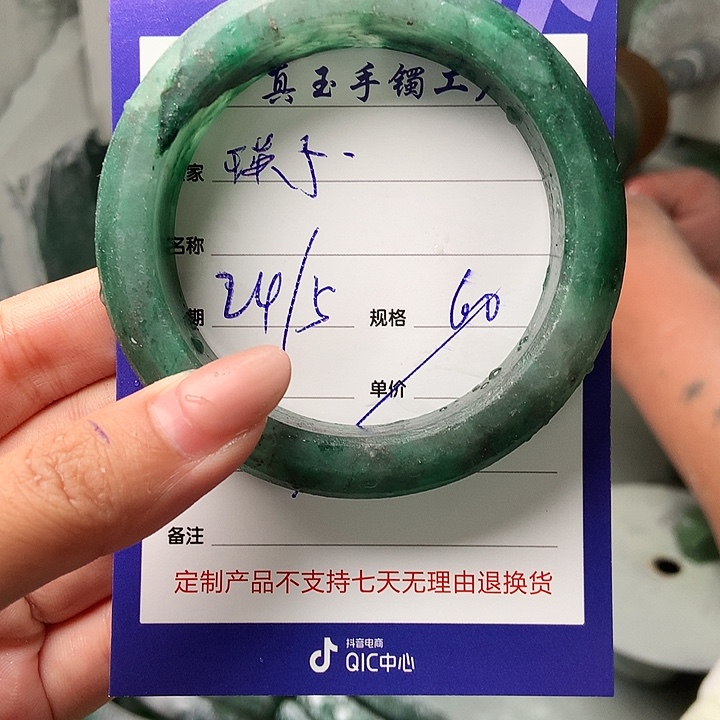 真玉手镯工
家
名称
期 24/5 规格 60
单价
备注
定制产品不支持七天无理由退换货
抖音电商
QIC中心